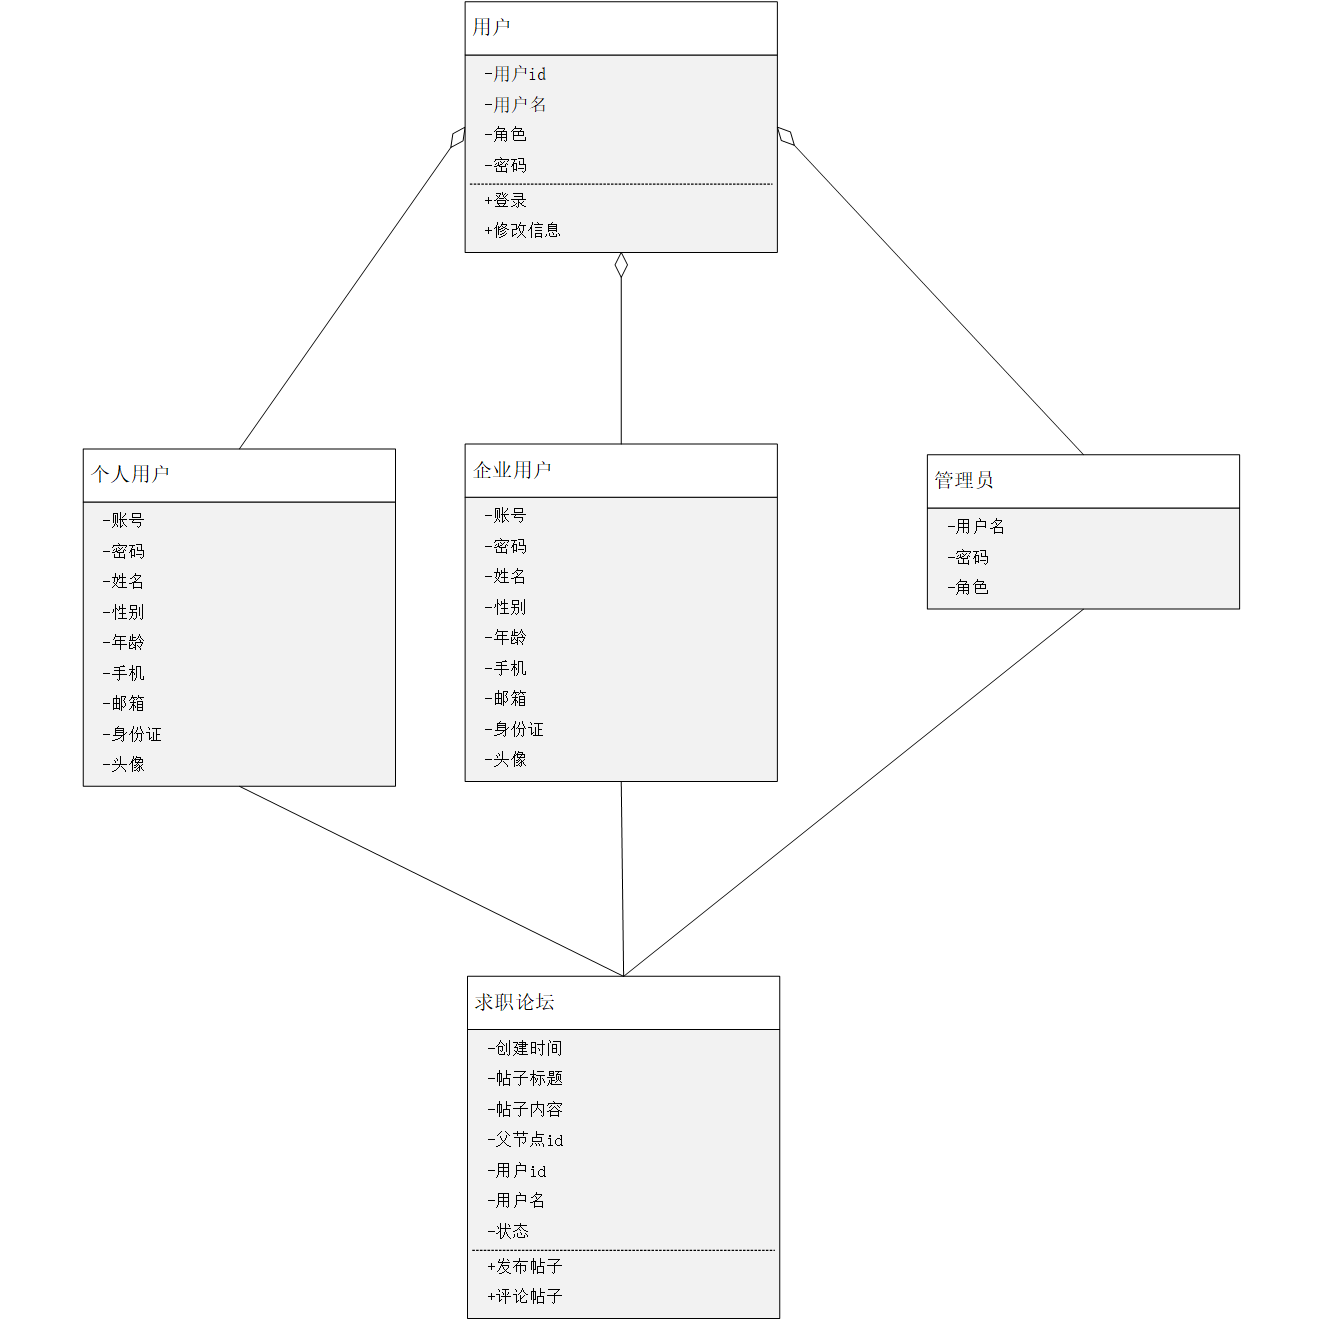 用户
-用户id
-用户名
-角色
-密码
+登录
+修改信息
个人用户
-账号
-密码
-姓名
-性别
-年龄
-手机
-邮箱
-身份证
-头像
企业用户
-账号
-密码
-姓名
-性别
-年龄
-手机
-邮箱
-身份证
-头像
管理员
-用户名
-密码
-角色
求职论坛
-创建时间
-帖子标题
-帖子内容
-父节点id
-用户id
-用户名
-状态
+发布帖子
+评论帖子